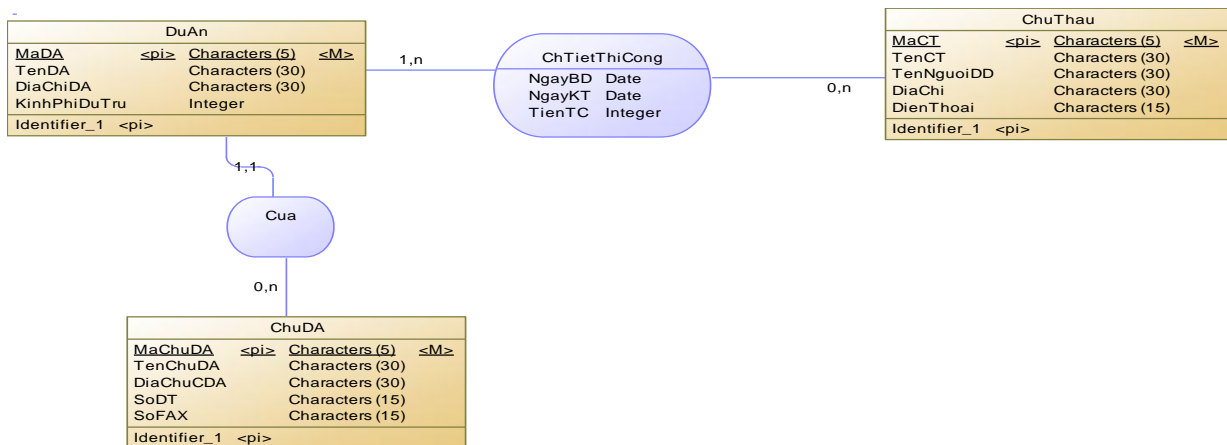 DuAn
MaDA <pi> Characters (5) <M>
TenDA Characters (30)
DiaChiDA Characters (30)
KinhPhiDuTru Integer
Identifier_1 <pi>
1,n
ChTietThiCong
NgayBD Date
NgayKT Date
TienTC Integer
0,n
ChuThau
MaCT <pi> Characters (5) <M>
TenCT Characters (30)
TenNguoiDD Characters (30)
DiaChi Characters (30)
DienThoai Characters (15)
Identifier_1 <pi>
1,1
Cua
0,n
ChuDA
MaChuDA <pi> Characters (5) <M>
TenChuDA Characters (30)
DiaChuCDA Characters (30)
SoDT Characters (15)
SoFAX Characters (15)
Identifier_1 <pi>